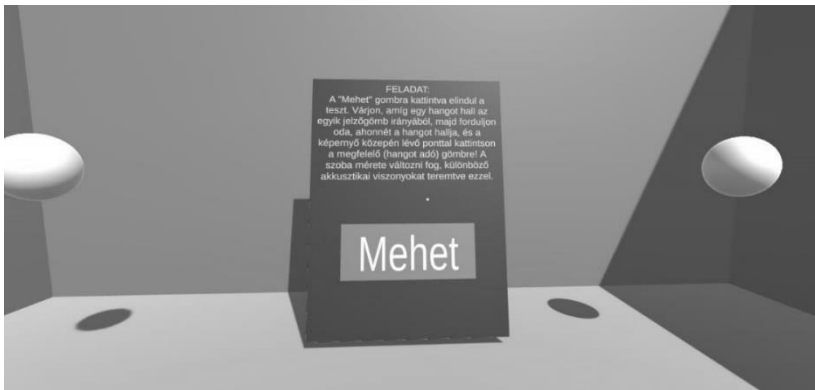 FELADAT:
A "Mehet" gombra kattintva elindul a
teszt. Várjon, amíg egy hangot hall az
egyik jelzőgömb irányából, majd forduljon
oda, ahonnét a hangot hallja, és a
képernyő közepén lévő ponttal kattintson
a megfelelő (hangot adó) gömbre! A
szoba mérete változni fog, különböző
akkusztikai viszonyokat teremtve ezzel.
Mehet